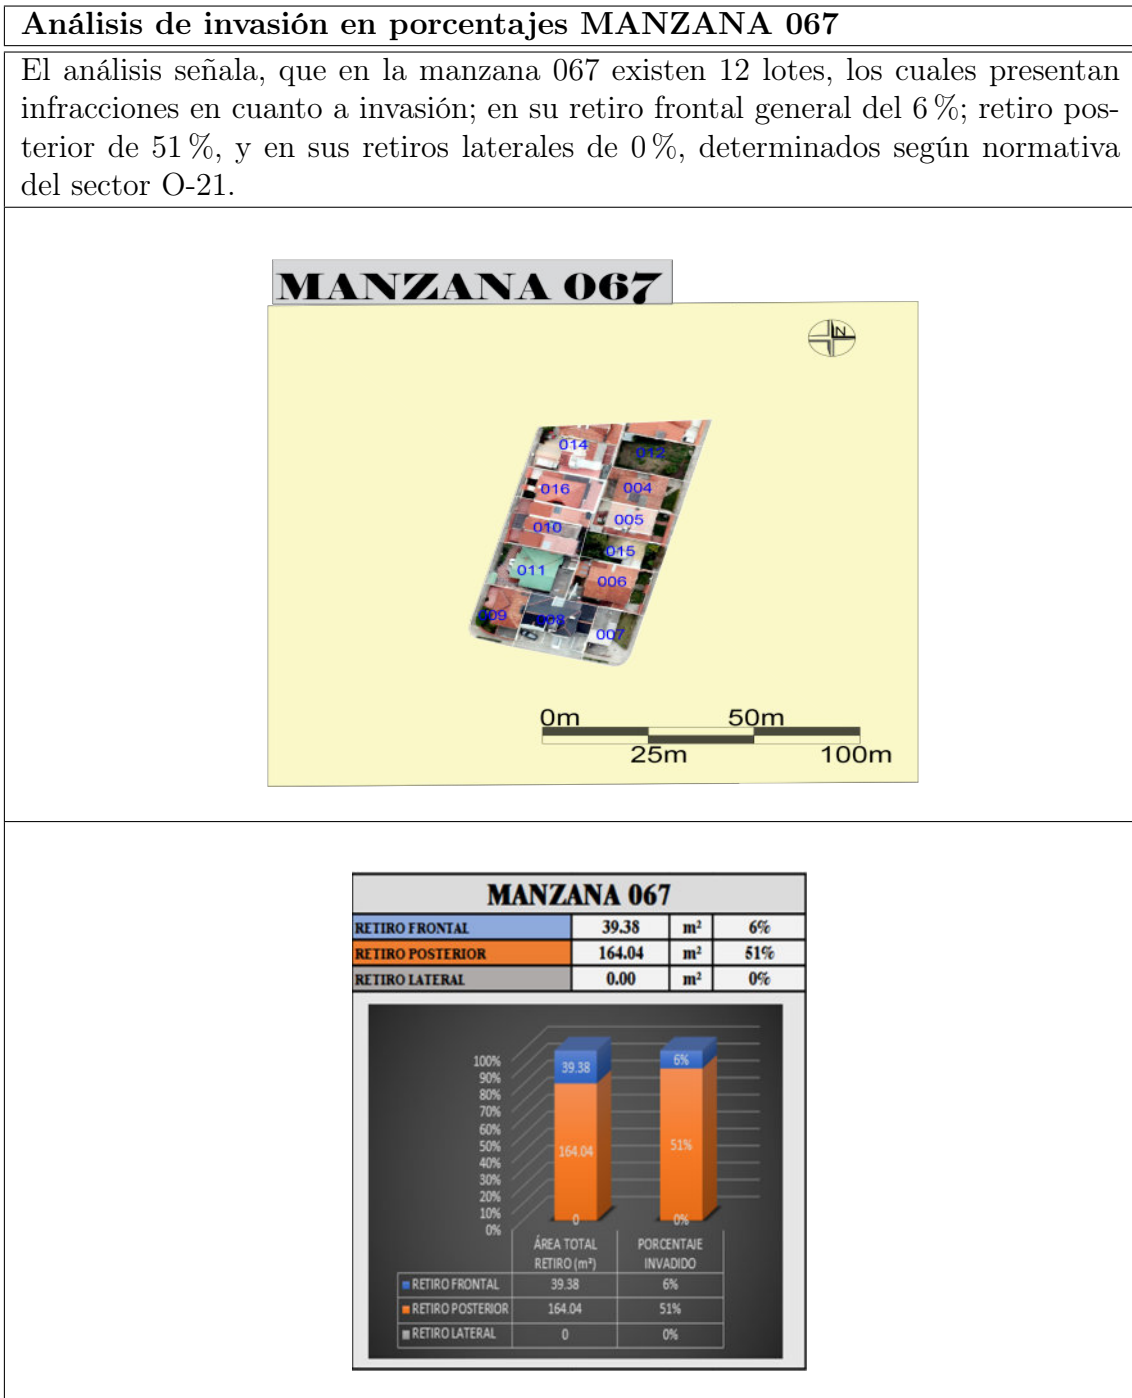 Análisis de invasión en porcentajes MANZANA 067
El análisis señala, que en la manzana 067 existen 12 lotes, los cuales presentan
infracciones en cuanto a invasión; en su retiro frontal general del 6 %; retiro pos-
terior de 51 %, y en sus retiros laterales de 0 %, determinados según normativa
del sector O-21.
MANZANA 067
N
014
012
016
004
005
010
015
011
006
009
008
007
0m 50m
25m 100m
MANZANA 067
RETIRO FRONTAL 39.38 m² 6%
RETIRO POSTERIOR 164.04 m² 51%
RETIRO LATERAL 0.00 m² 0%
100%
90%
80%
70%
60%
50%
40%
30%
20%
10%
0%
39.38 6%
164.04 51%
0 0%
ÁREA TOTAL PORCENTAJE
RETIRO (m²) INVADIDO
RETIRO FRONTAL 39.38 6%
RETIRO POSTERIOR 164.04 51%
RETIRO LATERAL 0 0%